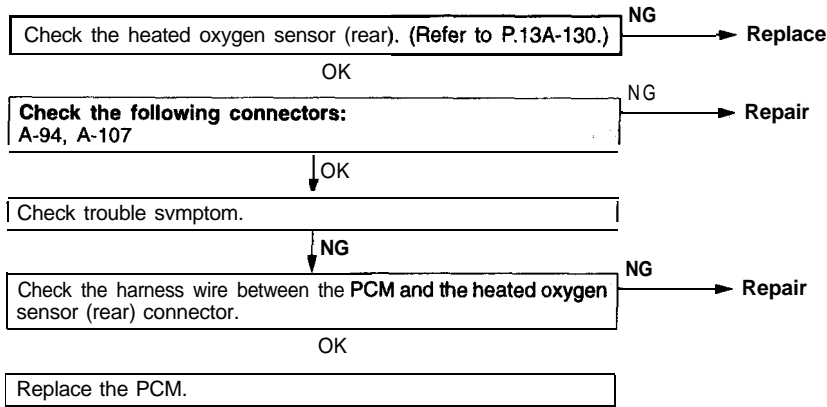 NG
Check the heated oxygen sensor (rear). (Refer to P.13A-130.)
Replace
OK
NG
Check the following connectors:
A-94, A-107
Repair
OK
Check trouble svmptom.
NG
NG
Check the harness wire between the PCM and the heated oxygen
sensor (rear) connector.
Repair
OK
Replace the PCM.